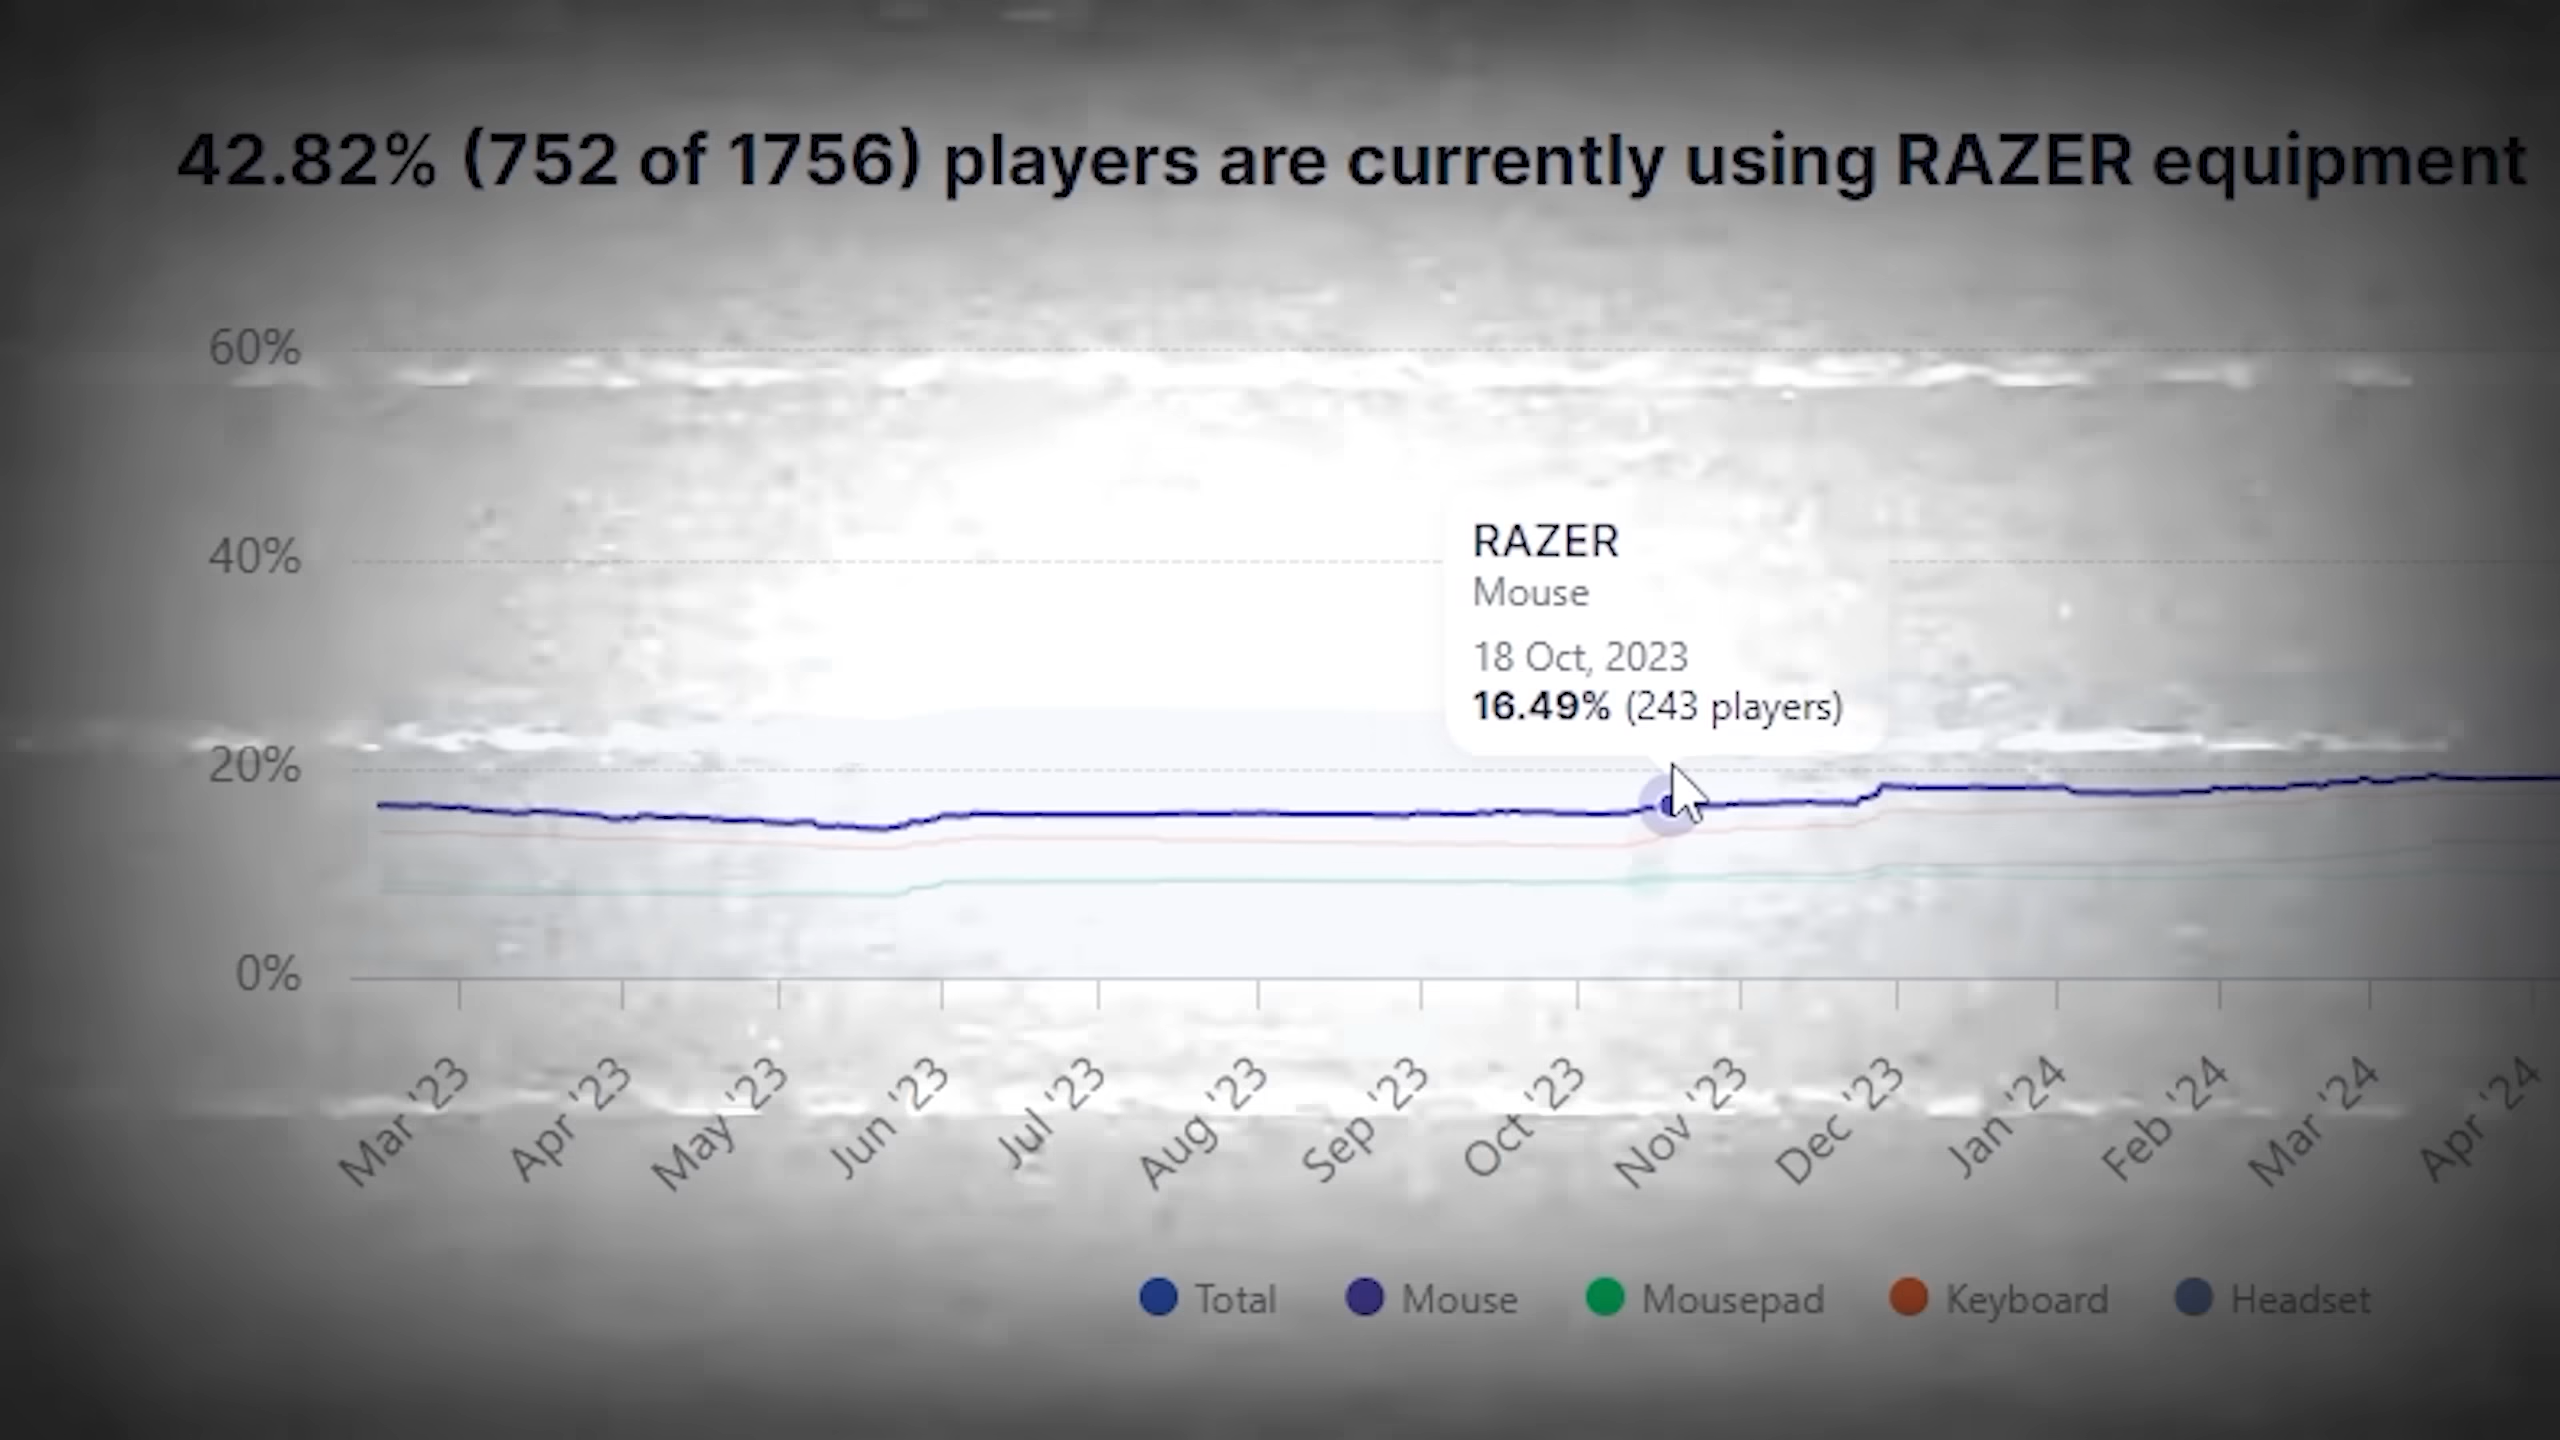 42.82% (752 of 1756) players are currently using RAZER equipment
60%
40%
20%
0%
RAZER
Mouse
18 Oct, 2023
16.49% (243 players)
Mar '23
Apr '23
May '23
Jun '23
Jul '23
Aug '23
Sep '23
Oct '23
Nov '23
Dec '23
Jan '24
Feb '24
Mar '24
Apr '24
Total
Mouse
Mousepad
Keyboard
Headset